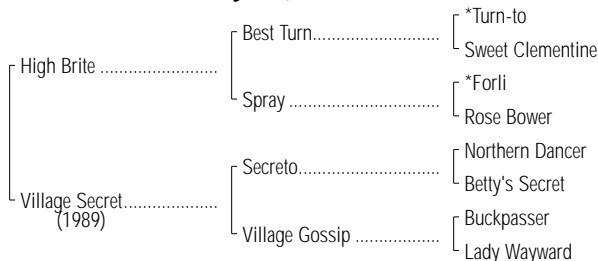 *Turn-to
Best Turn....................
Sweet Clementine
High Brite ....................
*Forli
Spray ....................
Rose Bower
Northern Dancer
Secreto....................
Betty's Secret
Village Secret....................
(1989)
Buckpasser
Village Gossip ....................
Lady Wayward